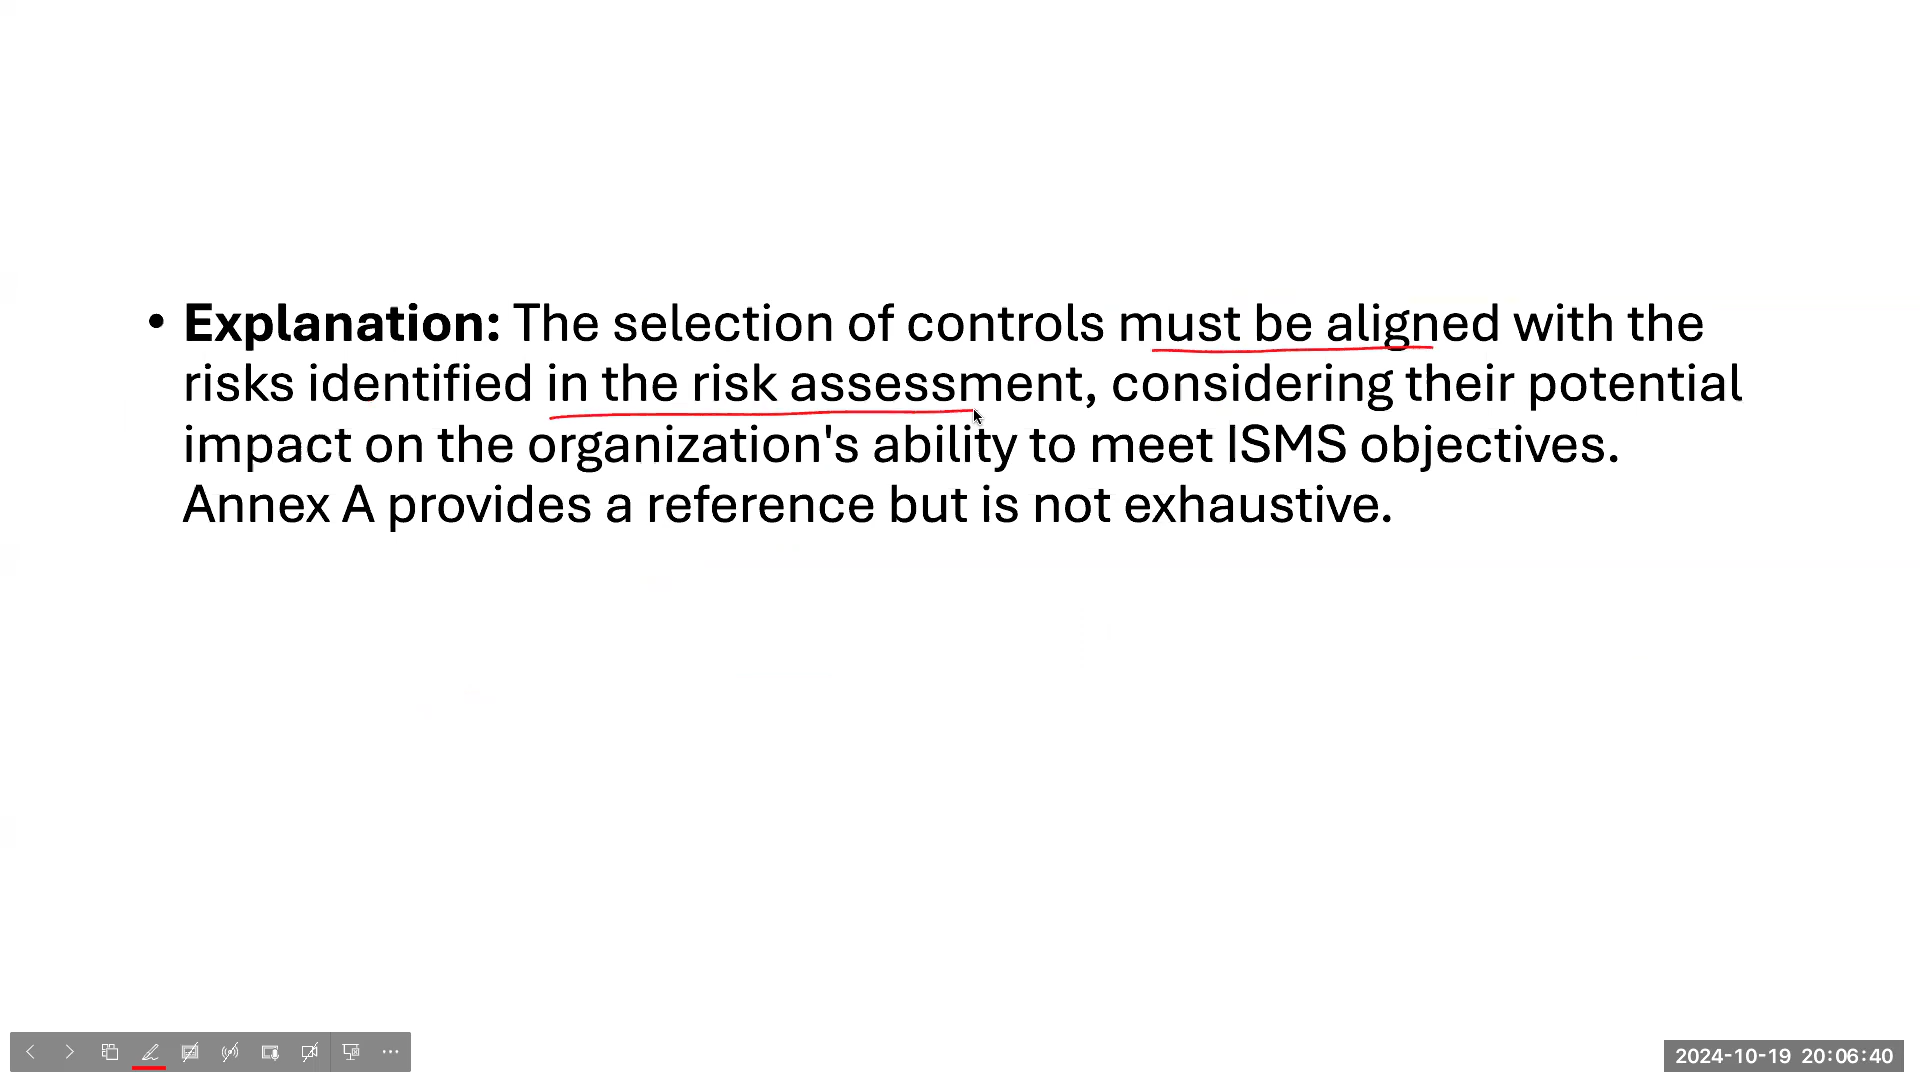 • Explanation: The selection of controls must be aligned with the
risks identified in the risk assessment, considering their potential
impact on the organization's ability to meet ISMS objectives.
Annex A provides a reference but is not exhaustive.
2024-10-19 20:06:40